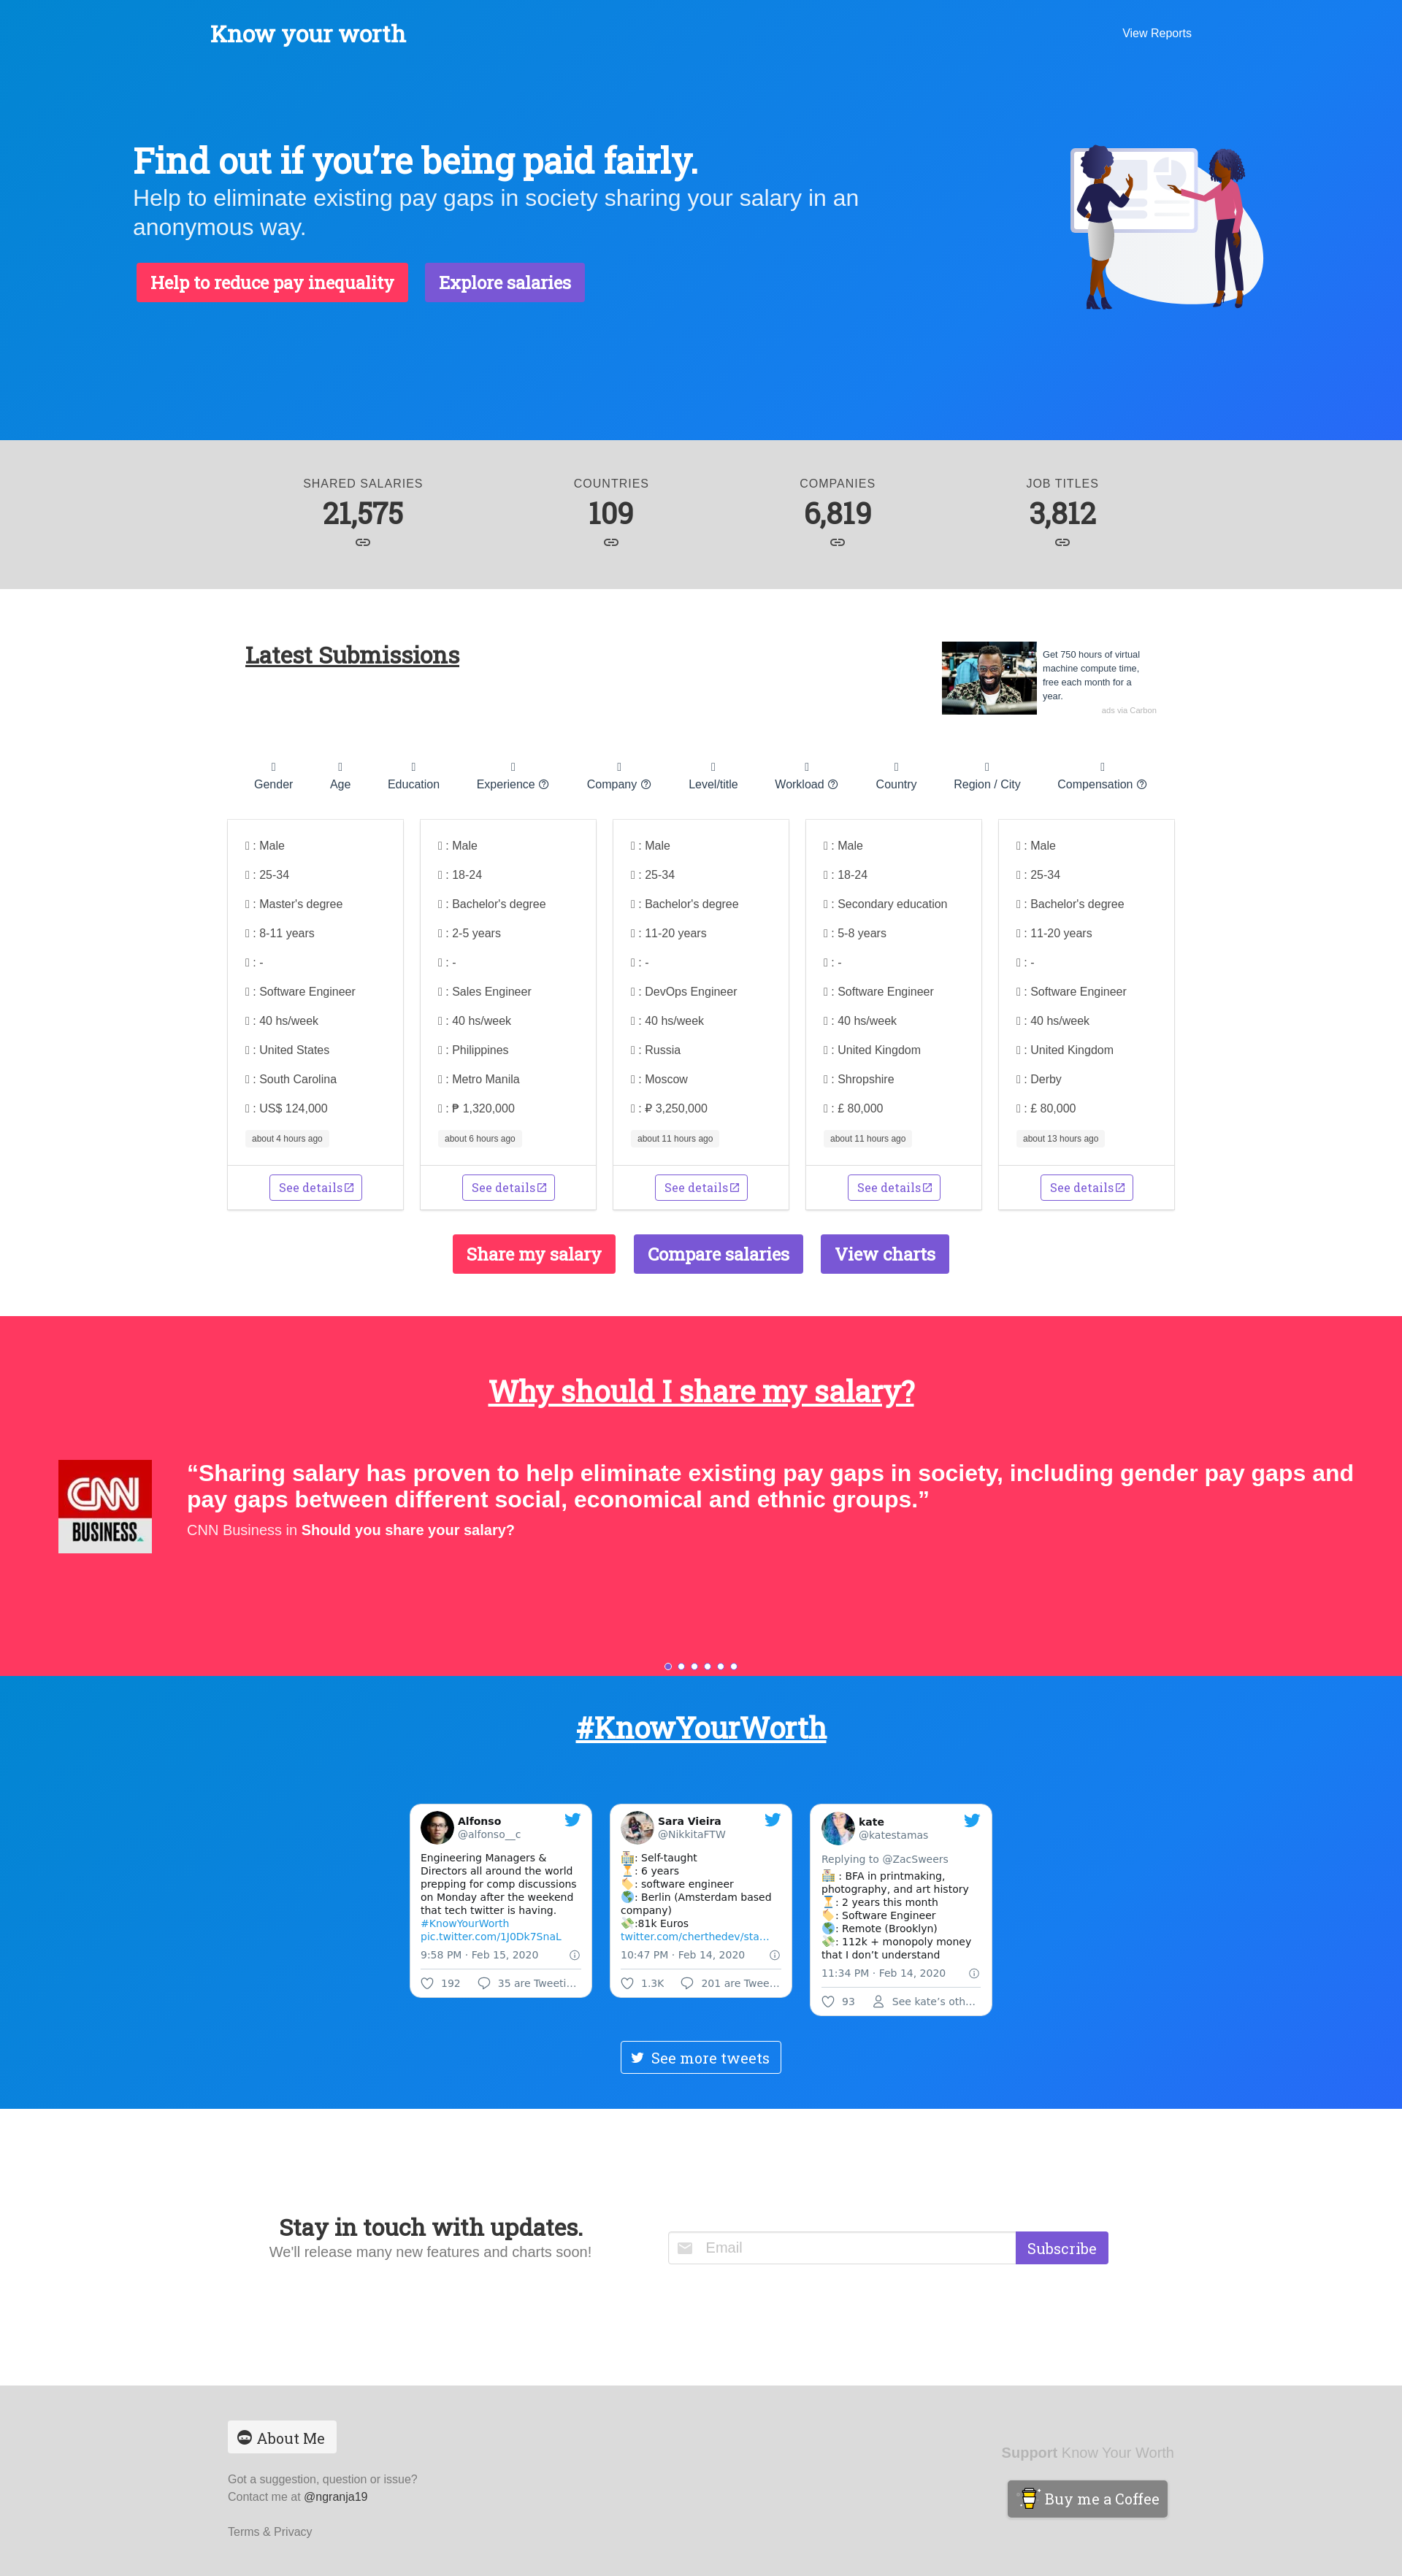 Know your worth
View Reports
Find out if you’re being paid fairly.
Help to eliminate existing pay gaps in society sharing your salary in an
anonymous way.
Help to reduce pay inequality
Explore salaries
SHARED SALARIES
21,575
COUNTRIES
109
COMPANIES
6,819
JOB TITLES
3,812
Latest Submissions
Get 750 hours of virtual
machine compute time,
free each month for a
year.
ads via Carbon
Gender
Age
Education
Experience
Company
Level/title
Workload
Country
Region / City
Compensation
: Male
: 25-34
: Master's degree
: 8-11 years
: -
: Software Engineer
: 40 hs/week
: United States
: South Carolina
: US$ 124,000
about 4 hours ago
See details
: Male
: 18-24
: Bachelor's degree
: 2-5 years
: -
: Sales Engineer
: 40 hs/week
: Philippines
: Metro Manila
: ₱ 1,320,000
about 6 hours ago
See details
: Male
: 25-34
: Bachelor's degree
: 11-20 years
: -
: DevOps Engineer
: 40 hs/week
: Russia
: Moscow
: ₽ 3,250,000
about 11 hours ago
See details
: Male
: 18-24
: Secondary education
: 5-8 years
: -
: Software Engineer
: 40 hs/week
: United Kingdom
: Shropshire
: £ 80,000
about 11 hours ago
See details
: Male
: 25-34
: Bachelor's degree
: 11-20 years
: -
: Software Engineer
: 40 hs/week
: United Kingdom
: Derby
: £ 80,000
about 13 hours ago
See details
Share my salary
Compare salaries
View charts
Why should I share my salary?
CNN
BUSINESS
“Sharing salary has proven to help eliminate existing pay gaps in society, including gender pay gaps and
pay gaps between different social, economical and ethnic groups.”
CNN Business in Should you share your salary?
#KnowYourWorth
Alfonso
@alfonso__c
Engineering Managers &
Directors all around the world
prepping for comp discussions
on Monday after the weekend
that tech twitter is having.
#KnowYourWorth
pic.twitter.com/1J0Dk7SnaL
9:58 PM · Feb 15, 2020
192
35 are Tweeti…
Sara Vieira
@NikkitaFTW
🏫: Self-taught
⏳: 6 years
🏷️: software engineer
🌎: Berlin (Amsterdam based
company)
💸:81k Euros
twitter.com/cherthedev/sta…
10:47 PM · Feb 14, 2020
1.3K
201 are Twee…
kate
@katestamas
Replying to @ZacSweers
🏫 : BFA in printmaking,
photography, and art history
⏳: 2 years this month
🏷️: Software Engineer
🌎: Remote (Brooklyn)
💸: 112k + monopoly money
that I don’t understand
11:34 PM · Feb 14, 2020
93
See kate’s oth…
See more tweets
Stay in touch with updates.
We'll release many new features and charts soon!
Email
Subscribe
About Me
Got a suggestion, question or issue?
Contact me at @ngranja19
Terms & Privacy
Support Know Your Worth
Buy me a Coffee